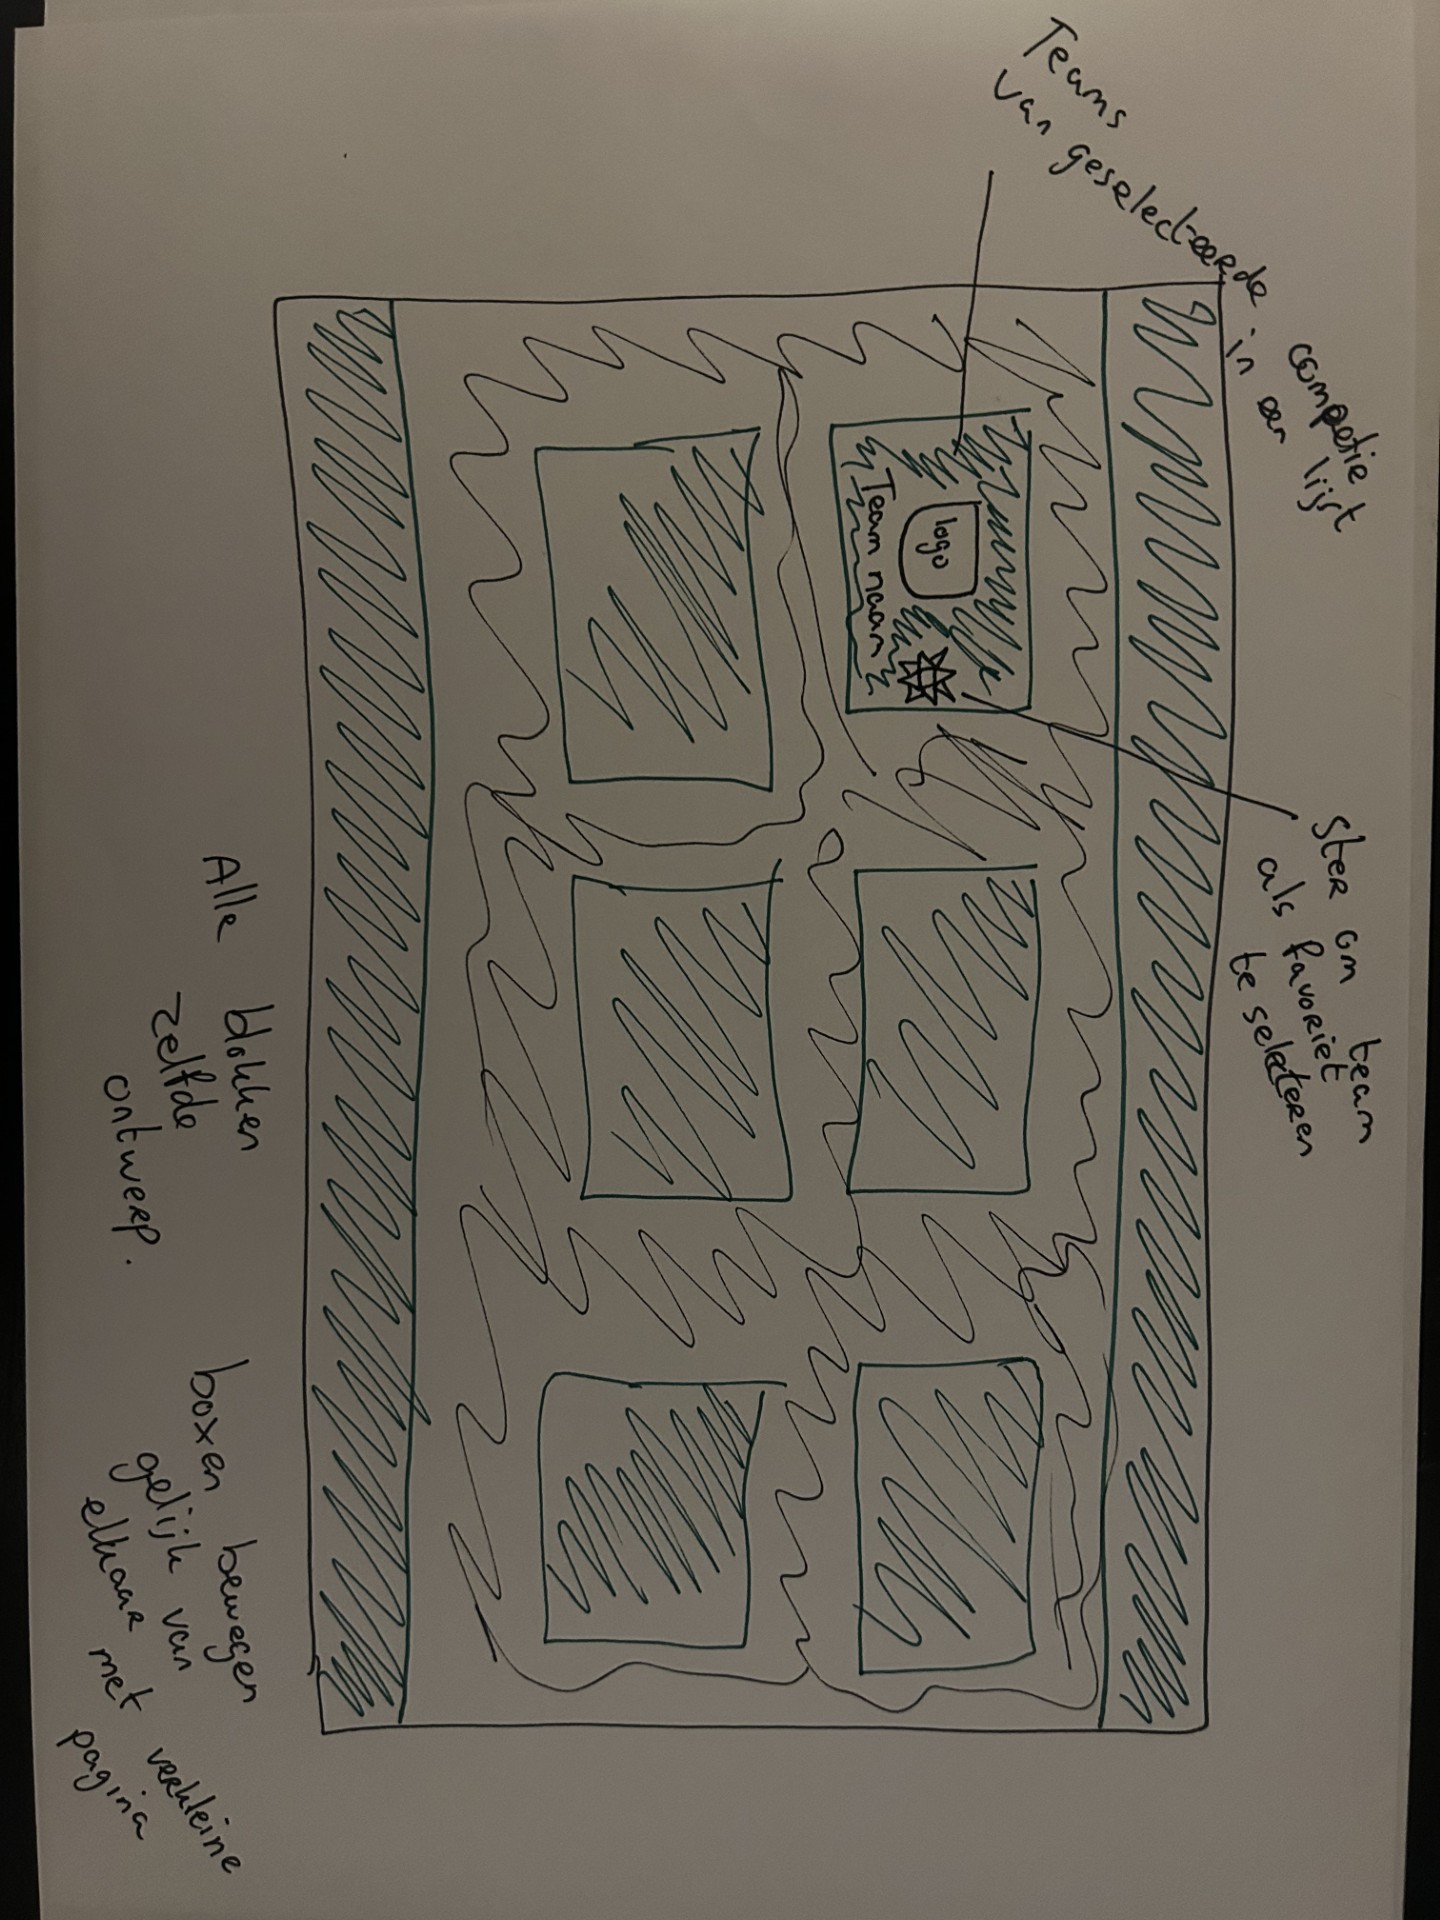 Teams
van geselecteerde competie
in een lijst
logo
Team naam
Ster om team
als favoriet
te selecteren
Alle blokken
zelfde
ontwerp.
boxen bewegen
gelijk van
elkaar met verkleine
pagina